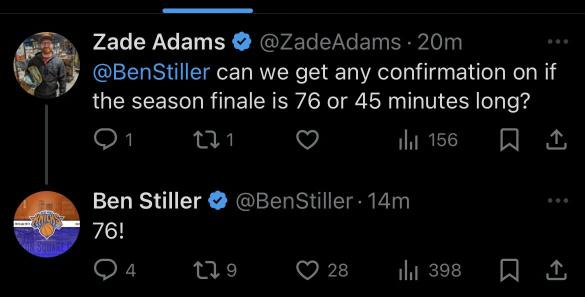 Zade Adams @ZadeAdams · 20m
@BenStiller can we get any confirmation on if
the season finale is 76 or 45 minutes long?
1 1 156
Ben Stiller @BenStiller · 14m
76!
4 9 28 398